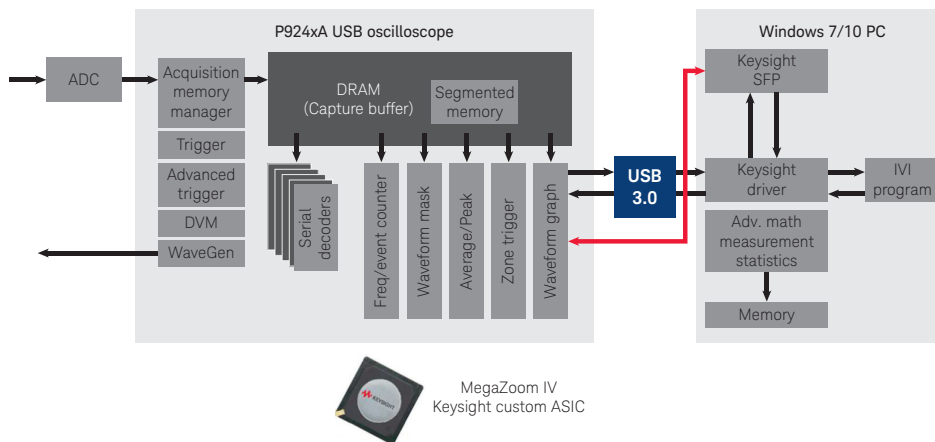 P924xA USB oscilloscope
Windows 7/10 PC
ADC
Acquisition
memory
manager
Trigger
Advanced
trigger
DVM
WaveGen
DRAM
(Capture buffer)
Segmented
memory
Serial
decoders
Freq/event counter
Waveform mask
Average/Peak
Zone trigger
Waveform graph
USB
3.0
Keysight
SFP
Keysight
driver
IVI
program
Adv. math
measurement
statistics
Memory
KEYSIGHT
MegaZoom IV
Keysight custom ASIC